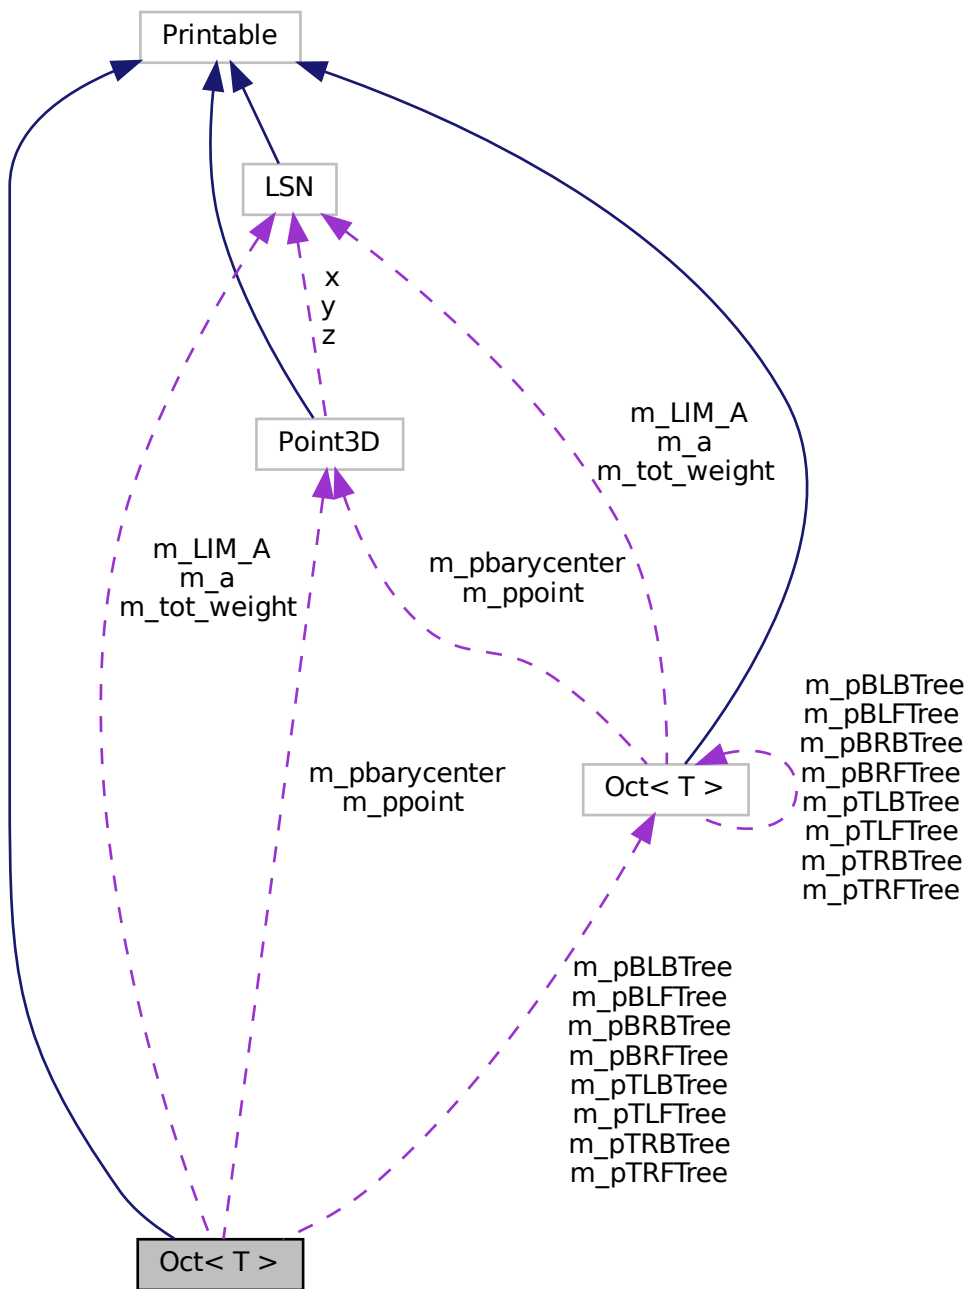 Printable
LSN
x
y
z
m_LIM_A
m_a
m_tot_weight
Point3D
m_LIM_A
m_a
m_tot_weight
m_pbarycenter
m_ppoint
m_pBLBTree
m_pBLFTree
m_pBRBTree
m_pBRFTree
m_pTLBTree
m_pTLFTree
m_pTRBTree
m_pTRFTree
m_pbarycenter
m_ppoint
Oct< T >
m_pBLBTree
m_pBLFTree
m_pBRBTree
m_pBRFTree
m_pTLBTree
m_pTLFTree
m_pTRBTree
m_pTRFTree
Oct< T >